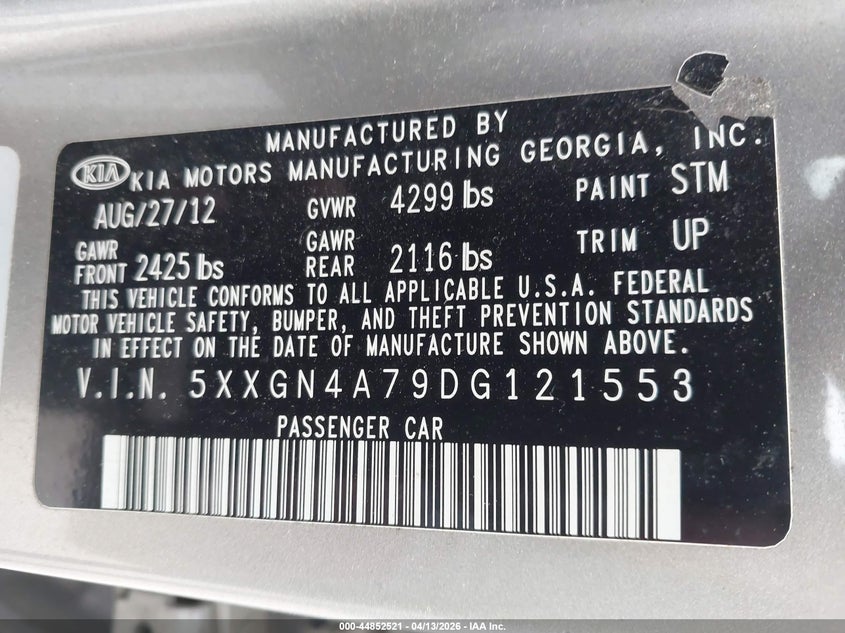 MANUFACTURED BY
KIA KIA MOTORS MANUFACTURING GEORGIA, INC.
AUG/27/12 GVWR 4299 lbs PAINT STM
GAWR FRONT 2425 lbs GAWR REAR 2116 lbs TRIM UP
THIS VEHICLE CONFORMS TO ALL APPLICABLE U.S.A. FEDERAL
MOTOR VEHICLE SAFETY, BUMPER, AND THEFT PREVENTION STANDARDS
IN EFFECT ON THE DATE OF MANUFACTURE SHOWN ABOVE.
V.I.N. 5XXGN4A79DG121553
PASSENGER CAR
000-44852521 - 04/13/2026 - IAA Inc.